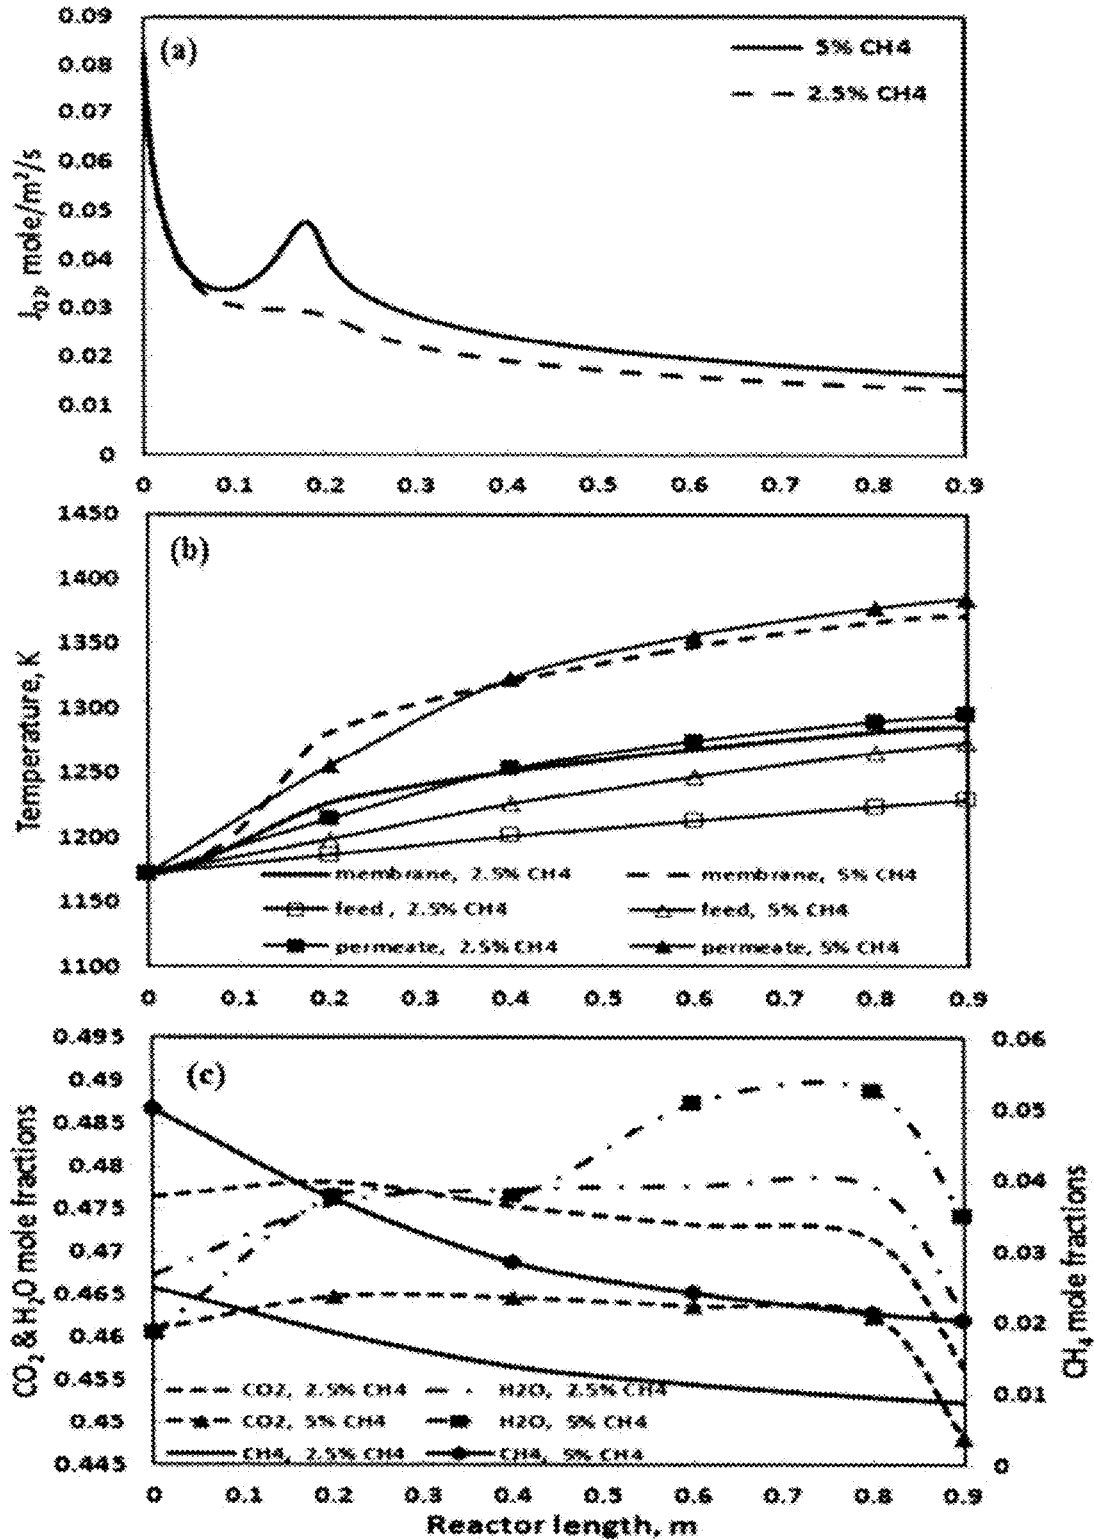 (a)
5% CH4
2.5% CH4
0.09
0.08
0.07
0.06
0.05
0.04
0.03
0.02
0.01
0
J02, mole/m²/s
0 0.1 0.2 0.3 0.4 0.5 0.6 0.7 0.8 0.9
(b)
1450
1400
1350
1300
1250
1200
1150
1100
Temperature, K
membrane, 2.5% CH4 membrane, 5% CH4
feed , 2.5% CH4 feed, 5% CH4
permeate, 2.5% CH4 permeate, 5% CH4
0 0.1 0.2 0.3 0.4 0.5 0.6 0.7 0.8 0.9
(c)
0.495
0.49
0.485
0.48
0.475
0.47
0.465
0.46
0.455
0.45
0.445
CO₂ & H₂O mole fractions
0.06
0.05
0.04
0.03
0.02
0.01
0
CH₄ mole fractions
CO2, 2.5% CH4 H2O, 2.5% CH4
CO2, 5% CH4 H2O, 5% CH4
CH4, 2.5% CH4 CH4, 5% CH4
0 0.1 0.2 0.3 0.4 0.5 0.6 0.7 0.8 0.9
Reactor length, m